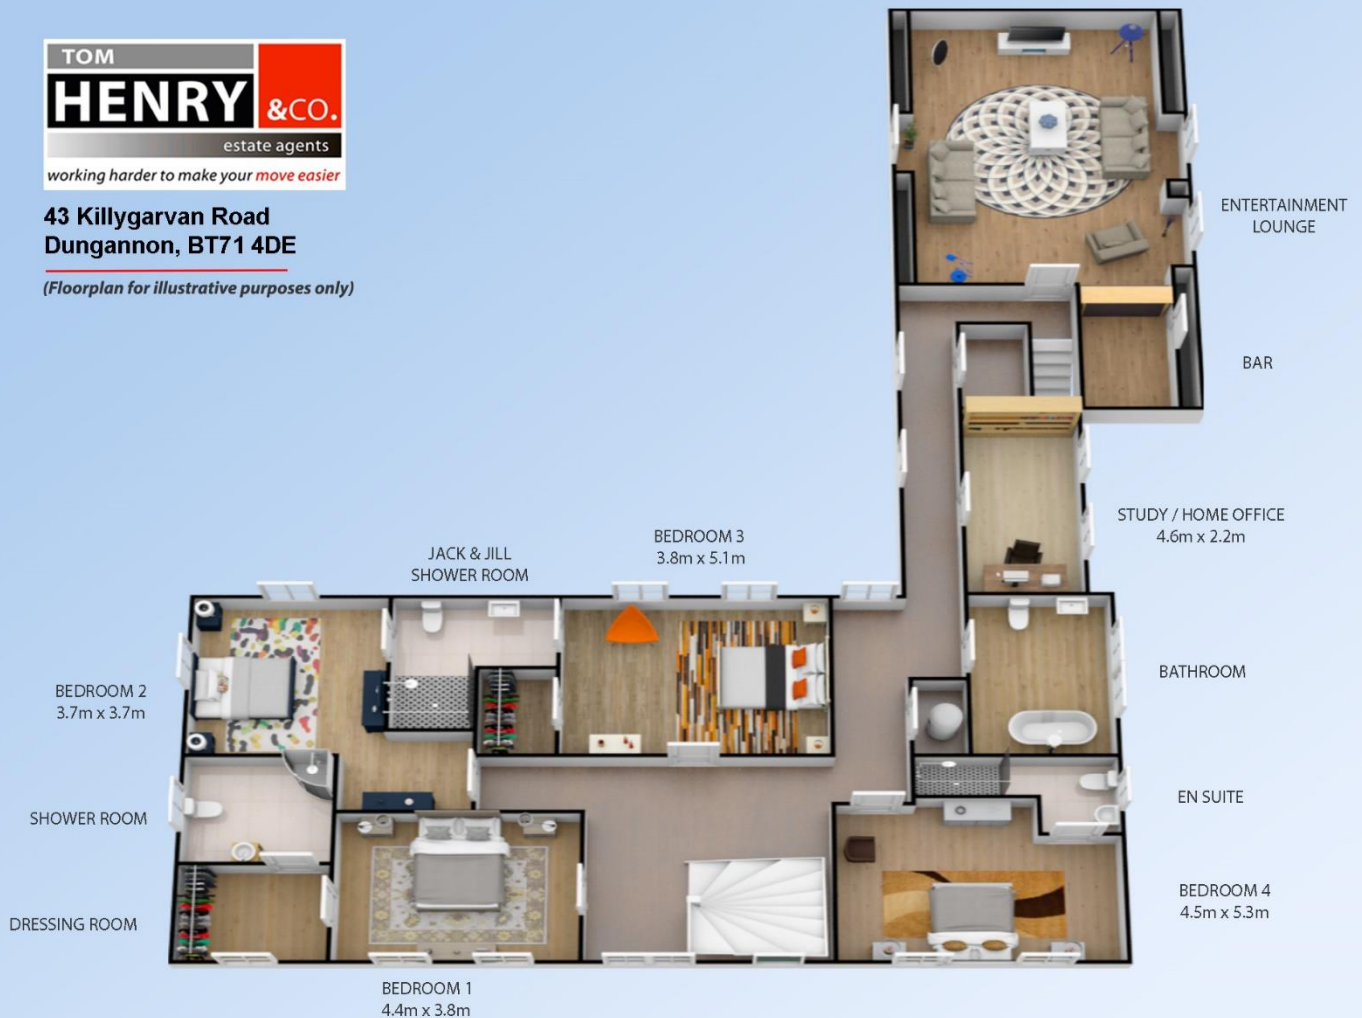 TOM
HENRY
&CO.
estate agents
working harder to make your move easier
43 Killygarvan Road
Dungannon, BT71 4DE
(Floorplan for illustrative purposes only)
ENTERTAINMENT
LOUNGE
BAR
STUDY / HOME OFFICE
4.6m x 2.2m
BEDROOM 3
3.8m x 5.1m
JACK & JILL
SHOWER ROOM
BATHROOM
BEDROOM 2
3.7m x 3.7m
EN SUITE
SHOWER ROOM
BEDROOM 4
4.5m x 5.3m
DRESSING ROOM
BEDROOM 1
4.4m x 3.8m